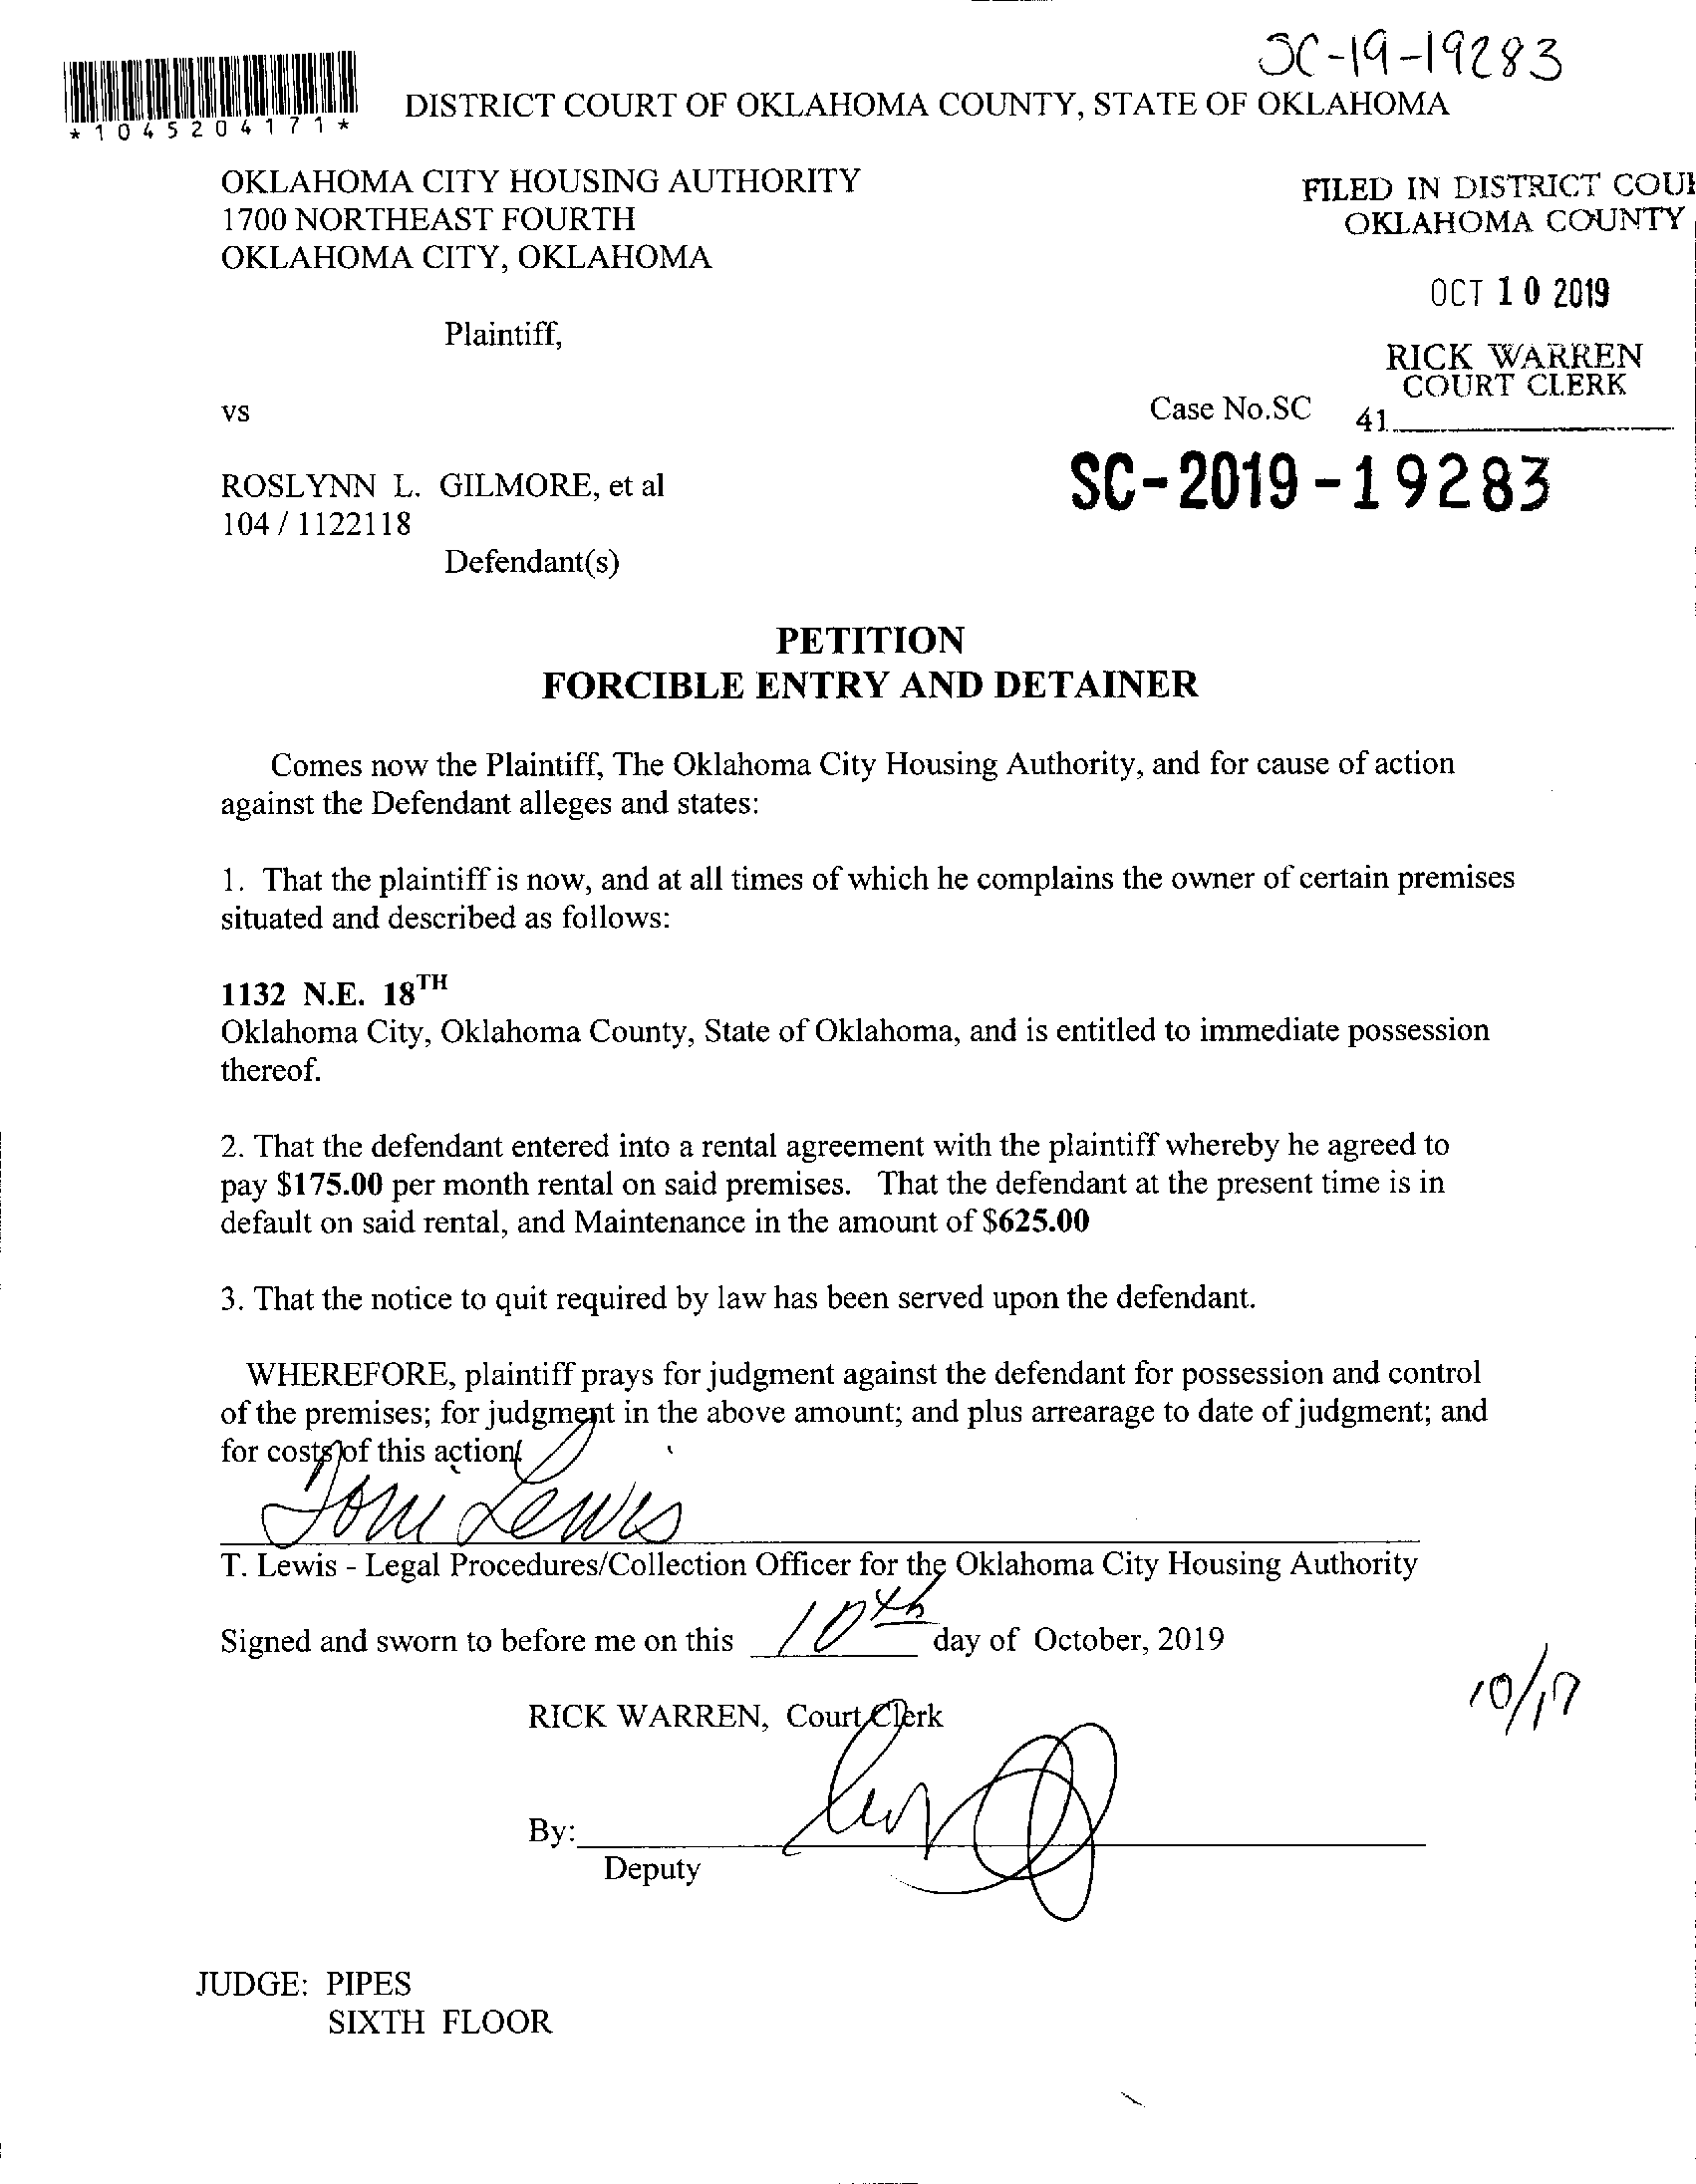 SC-19-19283
*1045204171*
DISTRICT COURT OF OKLAHOMA COUNTY, STATE OF OKLAHOMA
OKLAHOMA CITY HOUSING AUTHORITY
1700 NORTHEAST FOURTH
OKLAHOMA CITY, OKLAHOMA
FILED IN DISTRICT COU
OKLAHOMA COUNTY
OCT 10 2019
Plaintiff,
RICK WARREN
COURT CLERK
vs
Case No.SC
41
ROSLYNN L. GILMORE, et al
SC-2019-19283
104 / 1122118
Defendant(s)
PETITION
FORCIBLE ENTRY AND DETAINER
Comes now the Plaintiff, The Oklahoma City Housing Authority, and for cause of action
against the Defendant alleges and states:
1. That the plaintiff is now, and at all times of which he complains the owner of certain premises
situated and described as follows:
1132 N.E. 18TH
Oklahoma City, Oklahoma County, State of Oklahoma, and is entitled to immediate possession
thereof.
2. That the defendant entered into a rental agreement with the plaintiff whereby he agreed to
pay $175.00 per month rental on said premises. That the defendant at the present time is in
default on said rental, and Maintenance in the amount of $625.00
3. That the notice to quit required by law has been served upon the defendant.
WHEREFORE, plaintiff prays for judgment against the defendant for possession and control
of the premises; for judgment in the above amount; and plus arrearage to date of judgment; and
for costs of this action.
Toni Lewis
T. Lewis - Legal Procedures/Collection Officer for the Oklahoma City Housing Authority
Signed and sworn to before me on this 10th day of October, 2019
10/17
RICK WARREN, Court Clerk
By:
Deputy
JUDGE: PIPES
SIXTH FLOOR